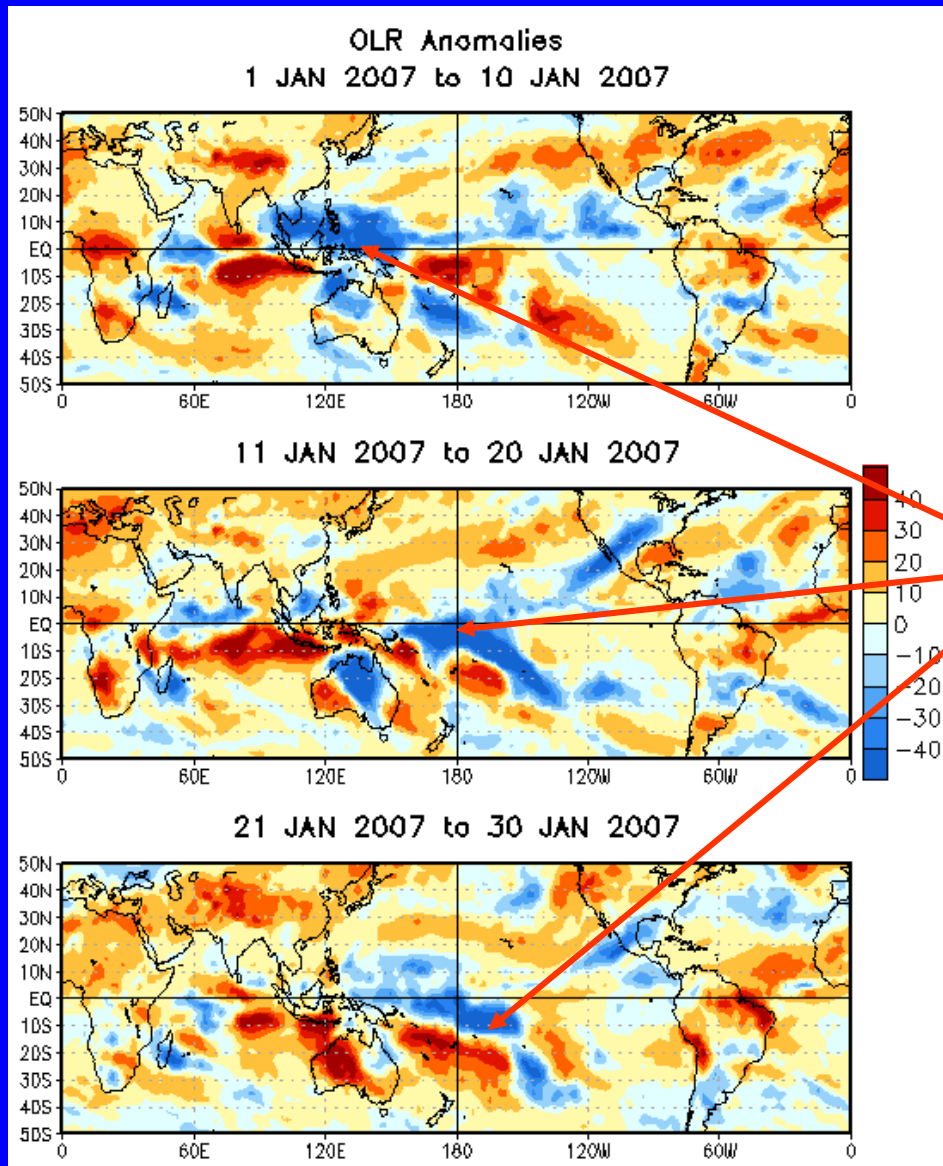 OLR Anomalies
1 JAN 2007 to 10 JAN 2007
50N
40N
30N
20N
10N
EQ
10S
20S
30S
40S
50S
0 60E 120E 180 120W 60W 0
11 JAN 2007 to 20 JAN 2007
50N
40N
30N
20N
10N
EQ
10S
20S
30S
40S
50S
0 60E 120E 180 120W 60W 0
40
30
20
10
0
-10
-20
-30
-40
21 JAN 2007 to 30 JAN 2007
50N
40N
30N
20N
10N
EQ
10S
20S
30S
40S
50S
0 60E 120E 180 120W 60W 0